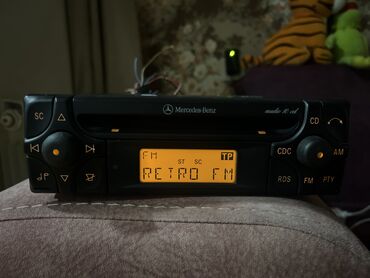 SC
Mercedes-Benz
audio 10 cd
CD
FM
TP
ST SC
RETRO FM
CDC
AM
RDS
FM
PTY